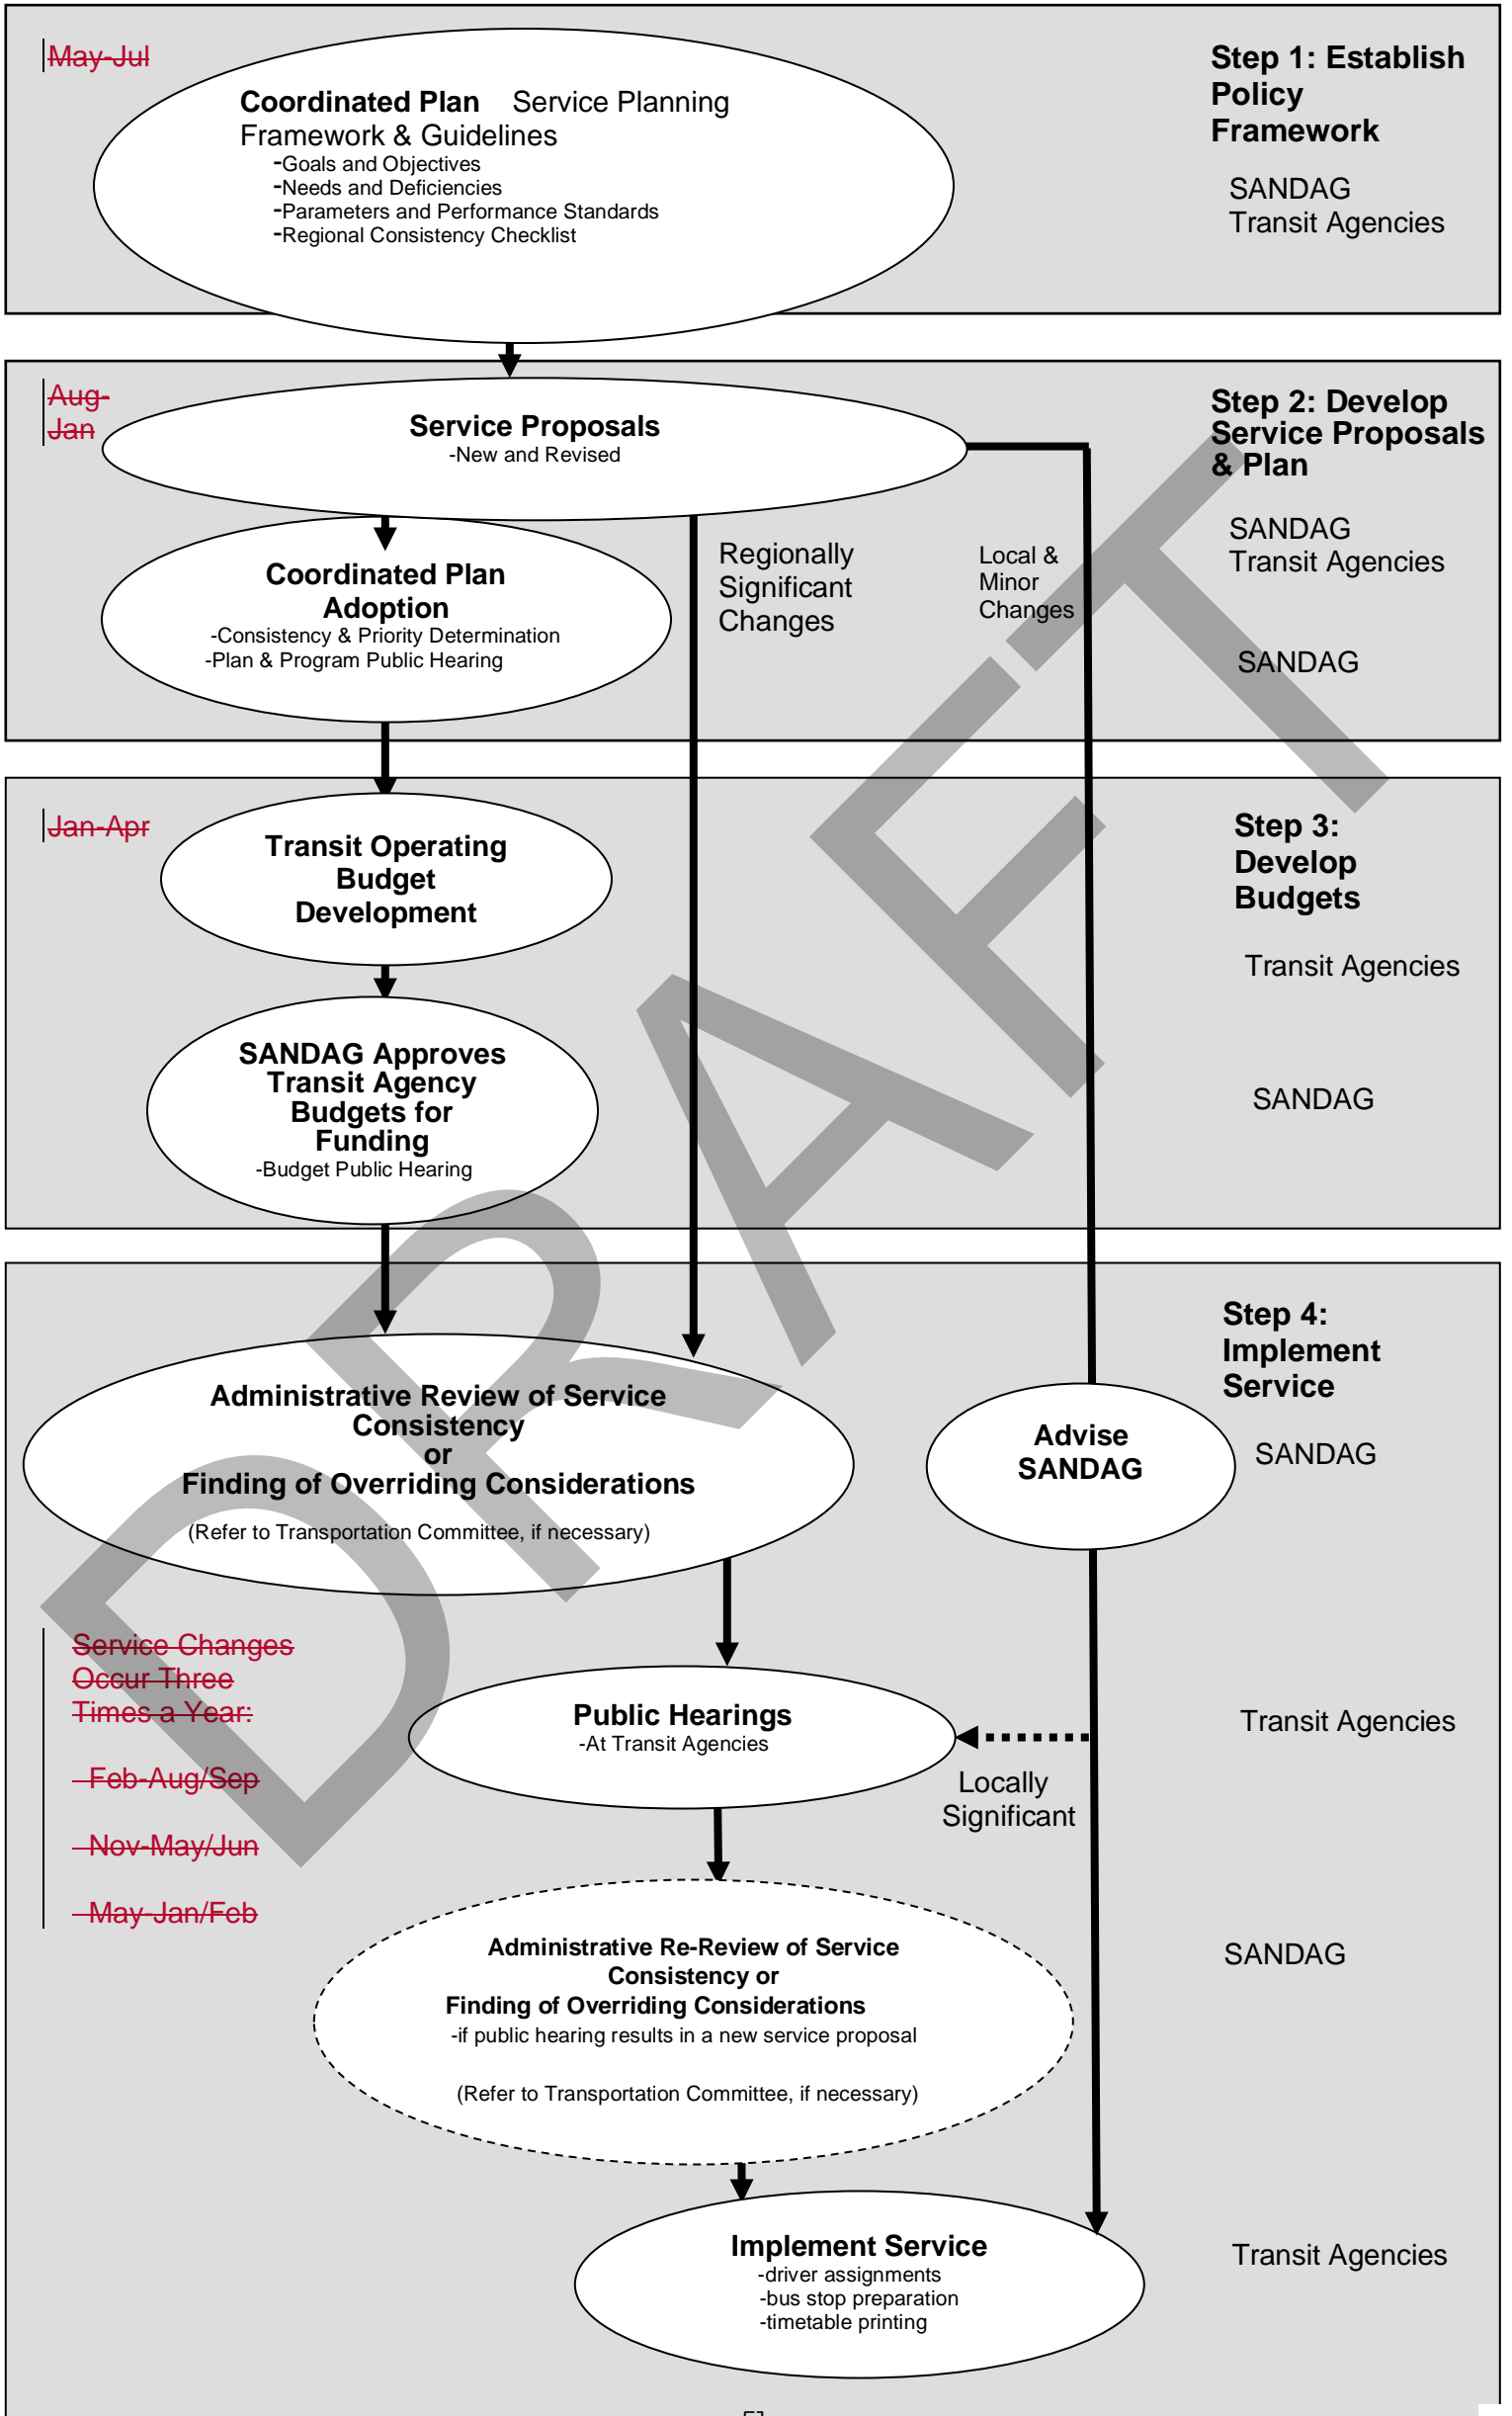 May-Jul
Coordinated Plan Service Planning
Framework & Guidelines
-Goals and Objectives
-Needs and Deficiencies
-Parameters and Performance Standards
-Regional Consistency Checklist
Step 1: Establish
Policy
Framework
SANDAG
Transit Agencies
Aug-
Jan
Service Proposals
-New and Revised
Step 2: Develop
Service Proposals
& Plan
SANDAG
Transit Agencies
Coordinated Plan
Adoption
-Consistency & Priority Determination
-Plan & Program Public Hearing
Regionally
Significant
Changes
Local &
Minor
Changes
SANDAG
Jan-Apr
Transit Operating
Budget
Development
Step 3:
Develop
Budgets
Transit Agencies
SANDAG Approves
Transit Agency
Budgets for
Funding
-Budget Public Hearing
SANDAG
Step 4:
Implement
Service
Administrative Review of Service
Consistency
or
Finding of Overriding Considerations
(Refer to Transportation Committee, if necessary)
Advise
SANDAG
SANDAG
Service Changes
Occur Three
Times a Year:
-Feb-Aug/Sep
-Nov-May/Jun
-May-Jan/Feb
Public Hearings
-At Transit Agencies
Locally
Significant
Transit Agencies
Administrative Re-Review of Service
Consistency or
Finding of Overriding Considerations
-if public hearing results in a new service proposal
(Refer to Transportation Committee, if necessary)
SANDAG
Implement Service
-driver assignments
-bus stop preparation
-timetable printing
Transit Agencies
DRAFT